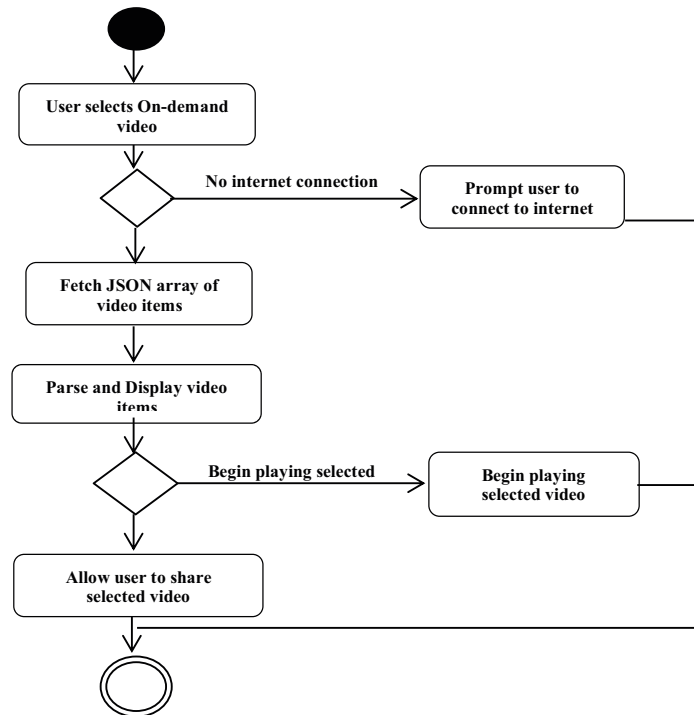 User selects On-demand
video
No internet connection
Prompt user to
connect to internet
Fetch JSON array of
video items
Parse and Display video
items
Begin playing selected
Begin playing
selected video
Allow user to share
selected video